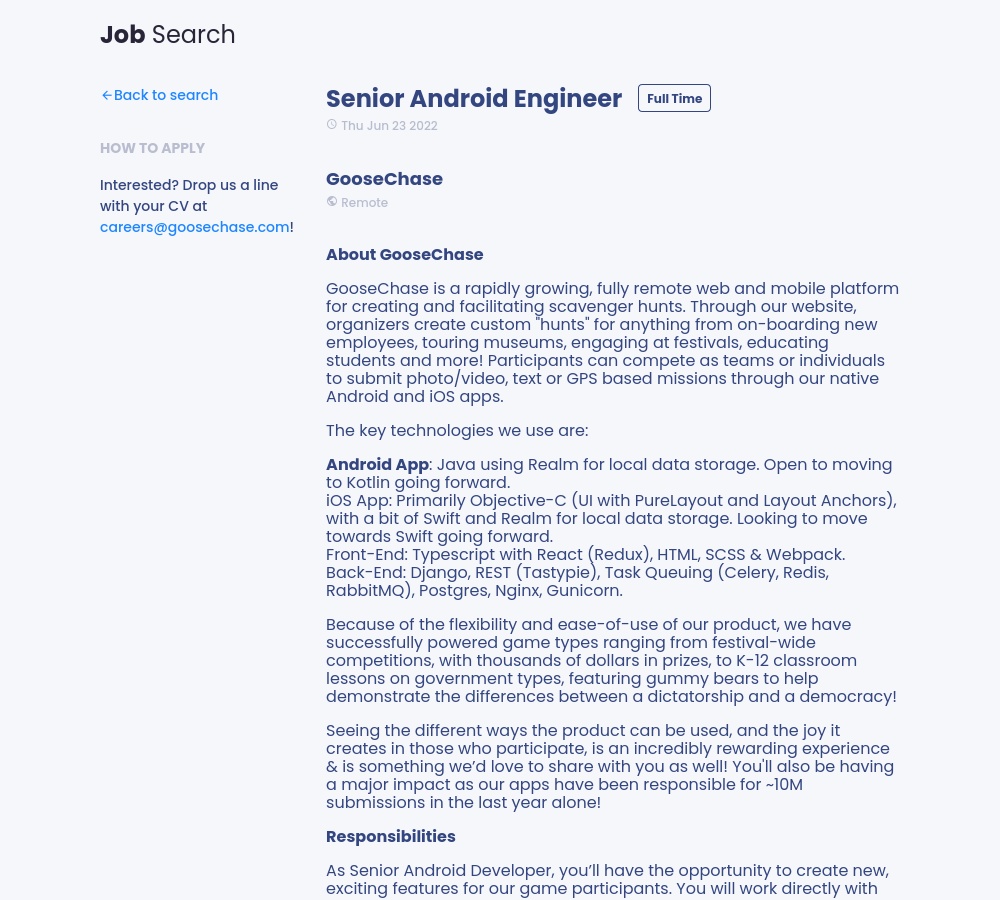 Job Search
Back to search
HOW TO APPLY
Interested? Drop us a line
with your CV at
careers@goosechase.com!
Senior Android Engineer
Full Time
Thu Jun 23 2022
GooseChase
Remote
About GooseChase
GooseChase is a rapidly growing, fully remote web and mobile platform
for creating and facilitating scavenger hunts. Through our website,
organizers create custom "hunts" for anything from on-boarding new
employees, touring museums, engaging at festivals, educating
students and more! Participants can compete as teams or individuals
to submit photo/video, text or GPS based missions through our native
Android and iOS apps.
The key technologies we use are:
Android App: Java using Realm for local data storage. Open to moving
to Kotlin going forward.
iOS App: Primarily Objective-C (UI with PureLayout and Layout Anchors),
with a bit of Swift and Realm for local data storage. Looking to move
towards Swift going forward.
Front-End: Typescript with React (Redux), HTML, SCSS & Webpack.
Back-End: Django, REST (Tastypie), Task Queuing (Celery, Redis,
RabbitMQ), Postgres, Nginx, Gunicorn.
Because of the flexibility and ease-of-use of our product, we have
successfully powered game types ranging from festival-wide
competitions, with thousands of dollars in prizes, to K-12 classroom
lessons on government types, featuring gummy bears to help
demonstrate the differences between a dictatorship and a democracy!
Seeing the different ways the product can be used, and the joy it
creates in those who participate, is an incredibly rewarding experience
& is something we’d love to share with you as well! You'll also be having
a major impact as our apps have been responsible for ~10M
submissions in the last year alone!
Responsibilities
As Senior Android Developer, you’ll have the opportunity to create new,
exciting features for our game participants. You will work directly with